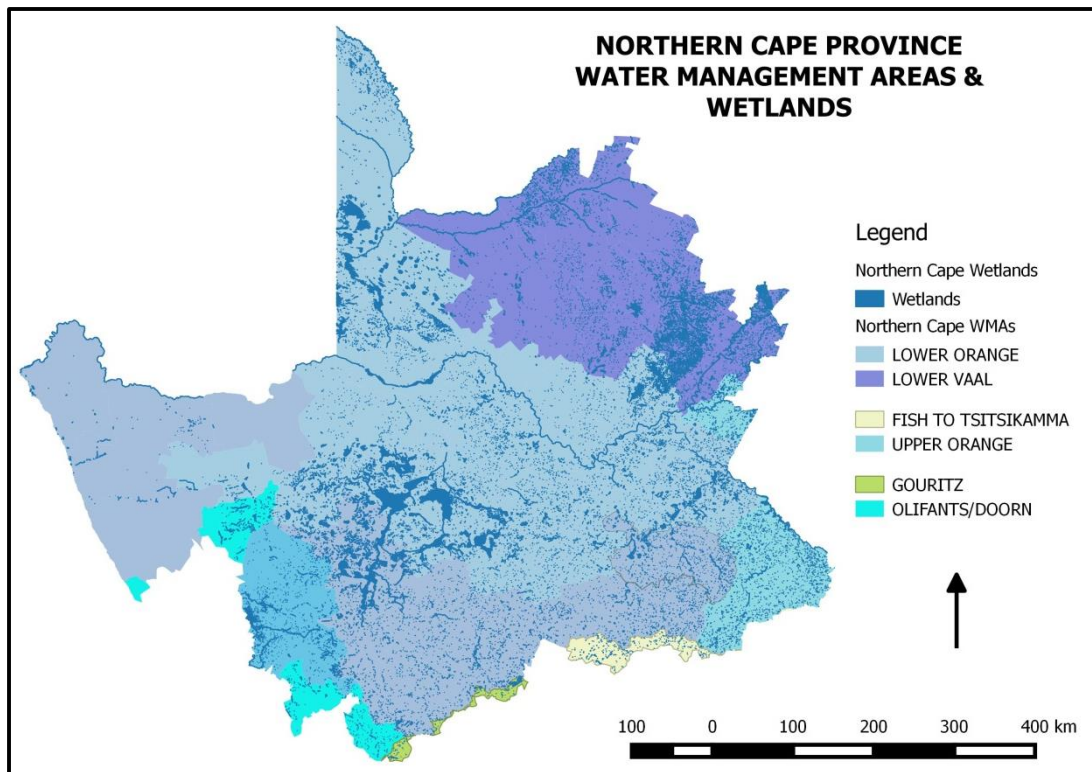 NORTHERN CAPE PROVINCE
WATER MANAGEMENT AREAS &
WETLANDS
Legend
Northern Cape Wetlands
Wetlands
Northern Cape WMAs
LOWER ORANGE
LOWER VAAL
FISH TO TSITSIKAMMA
UPPER ORANGE
GOURITZ
OLIFANTS/DOORN
100 0 100 200 300 400 km